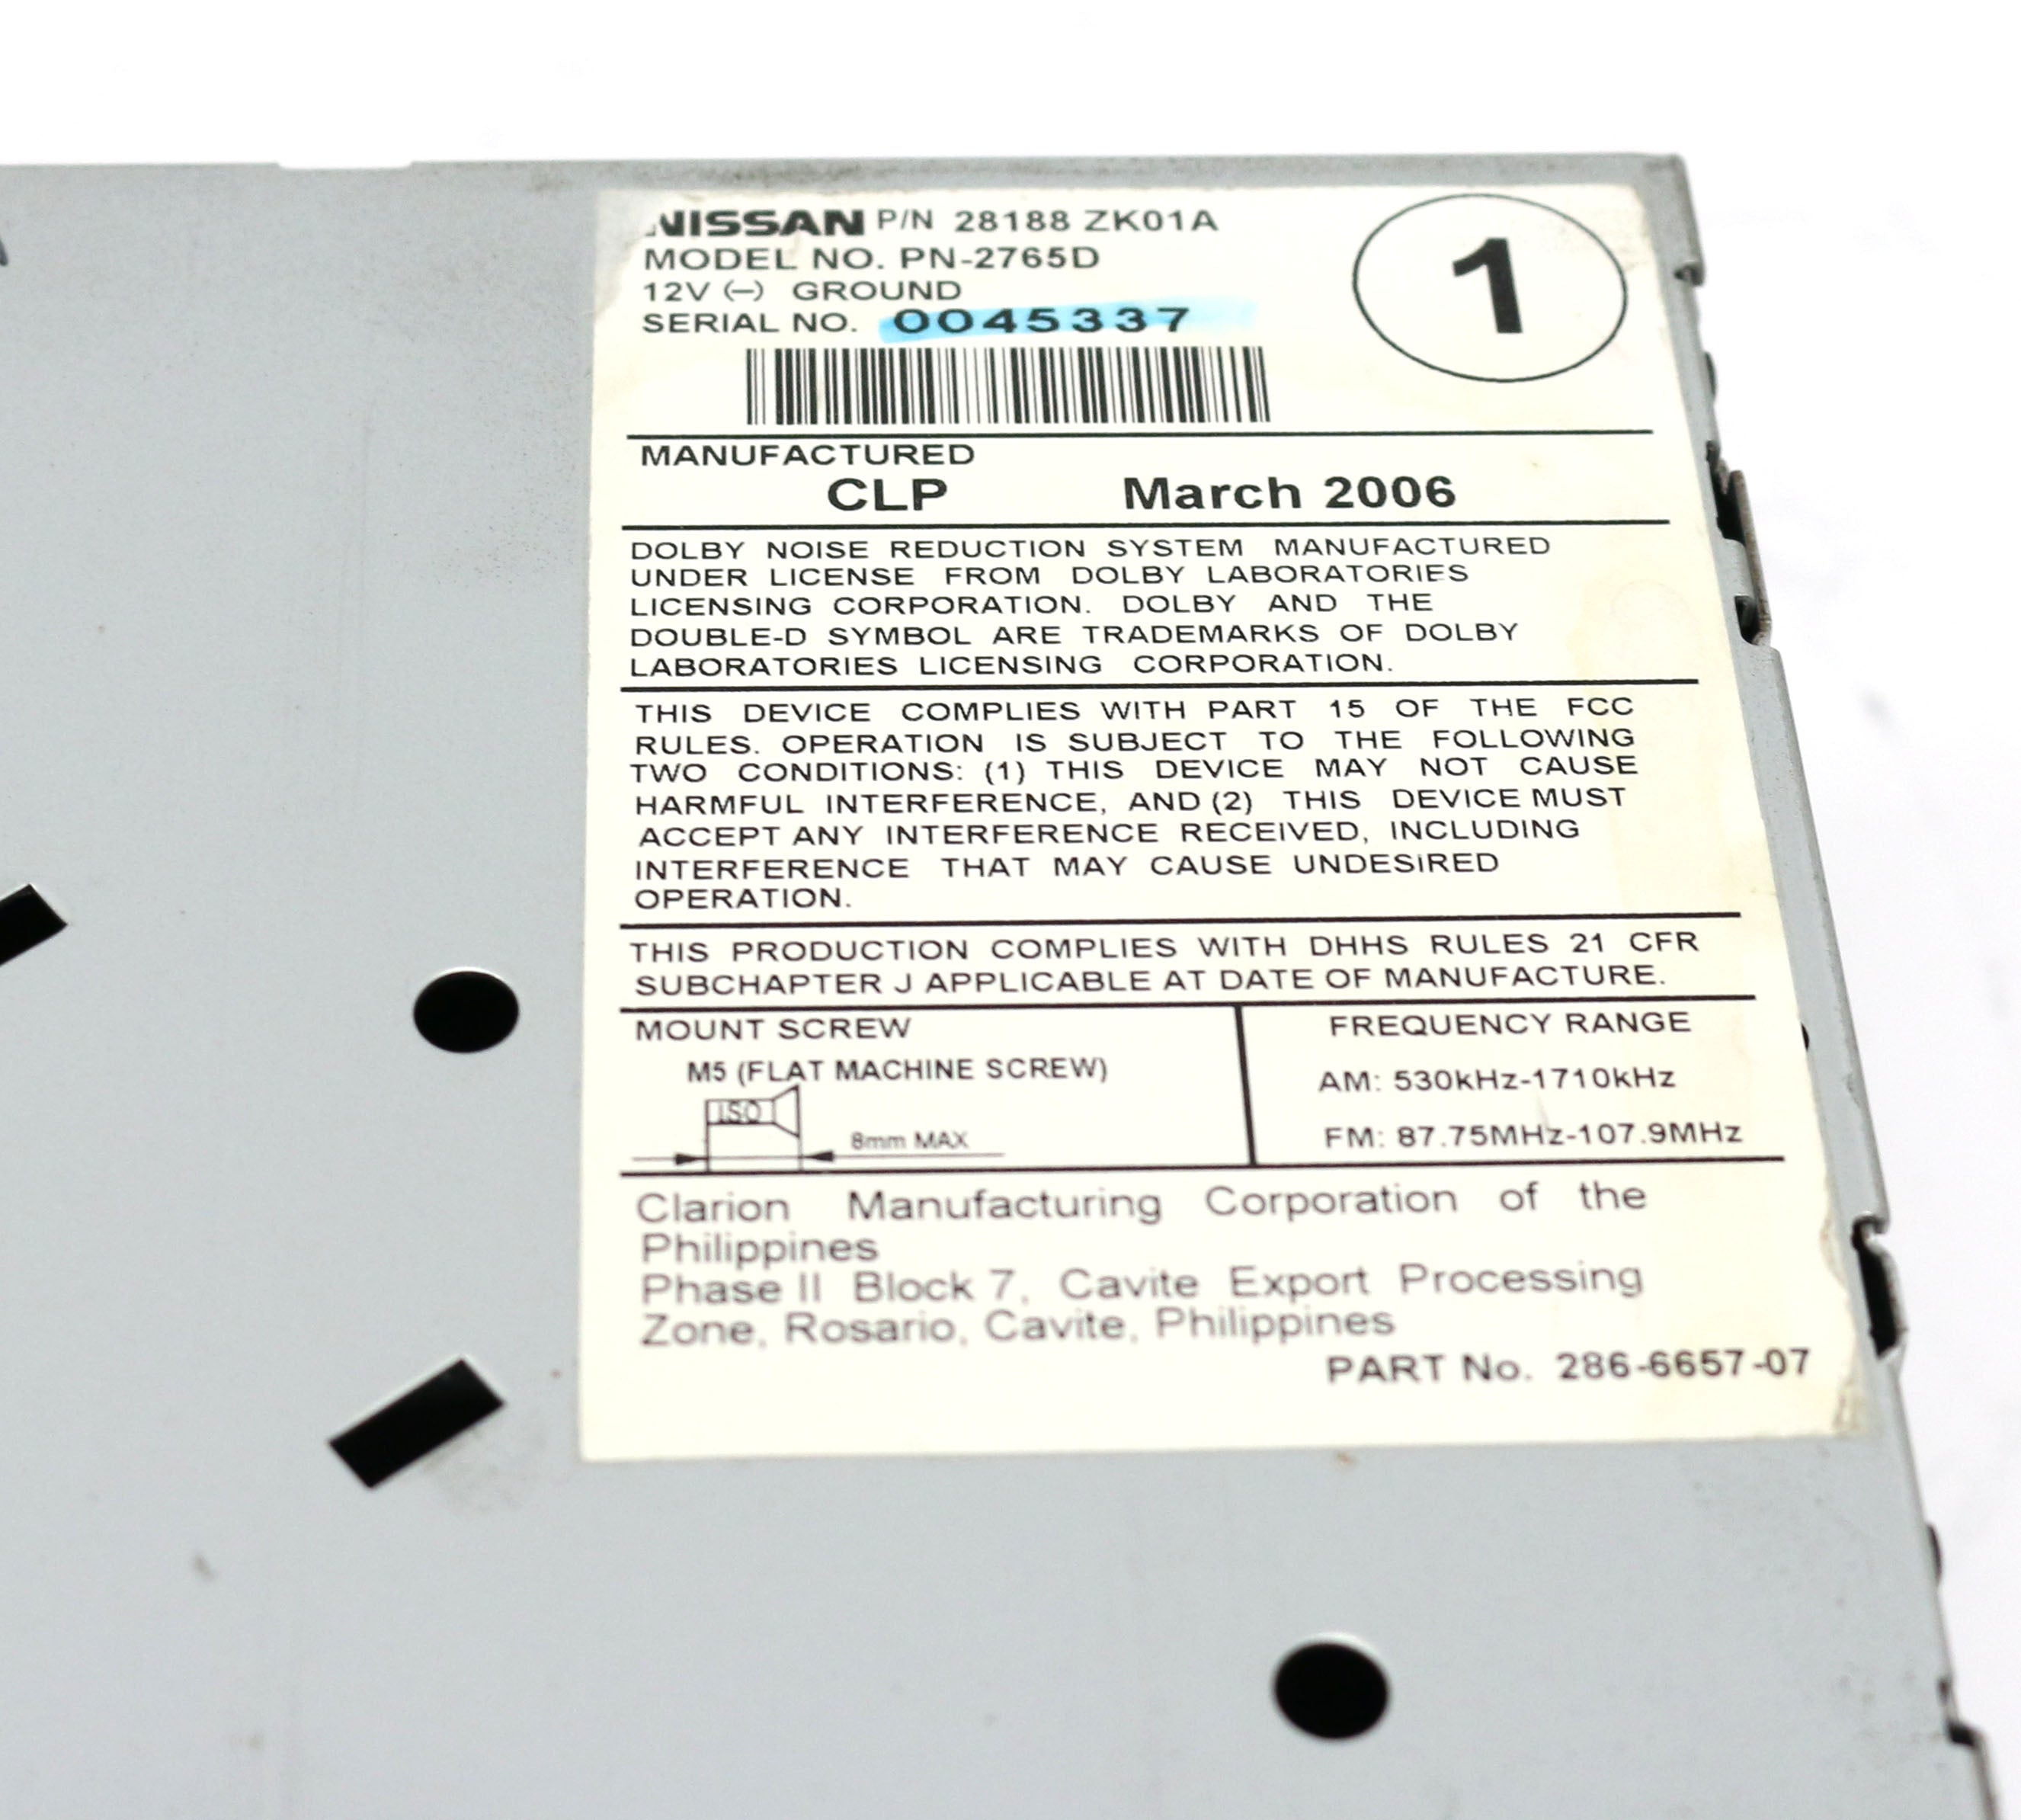 NISSAN P/N 28188 ZK01A
MODEL NO. PN-2765D
12V (–) GROUND
SERIAL NO. 0045337
1
MANUFACTURED
CLP March 2006
DOLBY NOISE REDUCTION SYSTEM MANUFACTURED
UNDER LICENSE FROM DOLBY LABORATORIES
LICENSING CORPORATION. DOLBY AND THE
DOUBLE-D SYMBOL ARE TRADEMARKS OF DOLBY
LABORATORIES LICENSING CORPORATION.
THIS DEVICE COMPLIES WITH PART 15 OF THE FCC
RULES. OPERATION IS SUBJECT TO THE FOLLOWING
TWO CONDITIONS: (1) THIS DEVICE MAY NOT CAUSE
HARMFUL INTERFERENCE, AND (2) THIS DEVICE MUST
ACCEPT ANY INTERFERENCE RECEIVED, INCLUDING
INTERFERENCE THAT MAY CAUSE UNDESIRED
OPERATION.
THIS PRODUCTION COMPLIES WITH DHHS RULES 21 CFR
SUBCHAPTER J APPLICABLE AT DATE OF MANUFACTURE.
MOUNT SCREW
M5 (FLAT MACHINE SCREW)
ISO
8mm MAX
FREQUENCY RANGE
AM: 530kHz-1710kHz
FM: 87.75MHz-107.9MHz
Clarion Manufacturing Corporation of the
Philippines
Phase II Block 7, Cavite Export Processing
Zone, Rosario, Cavite, Philippines
PART No. 286-6657-07